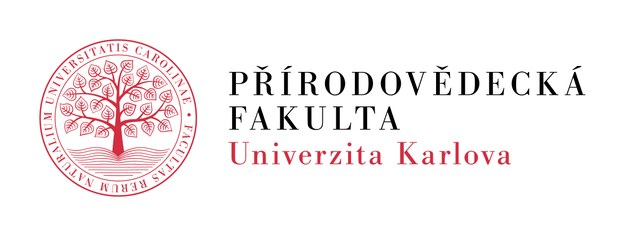 UNIVERSITATIS CAROLINAE • FACULTAS RERUM NATURALIUM
PŘÍRODOVĚDECKÁ
FAKULTA
Univerzita Karlova